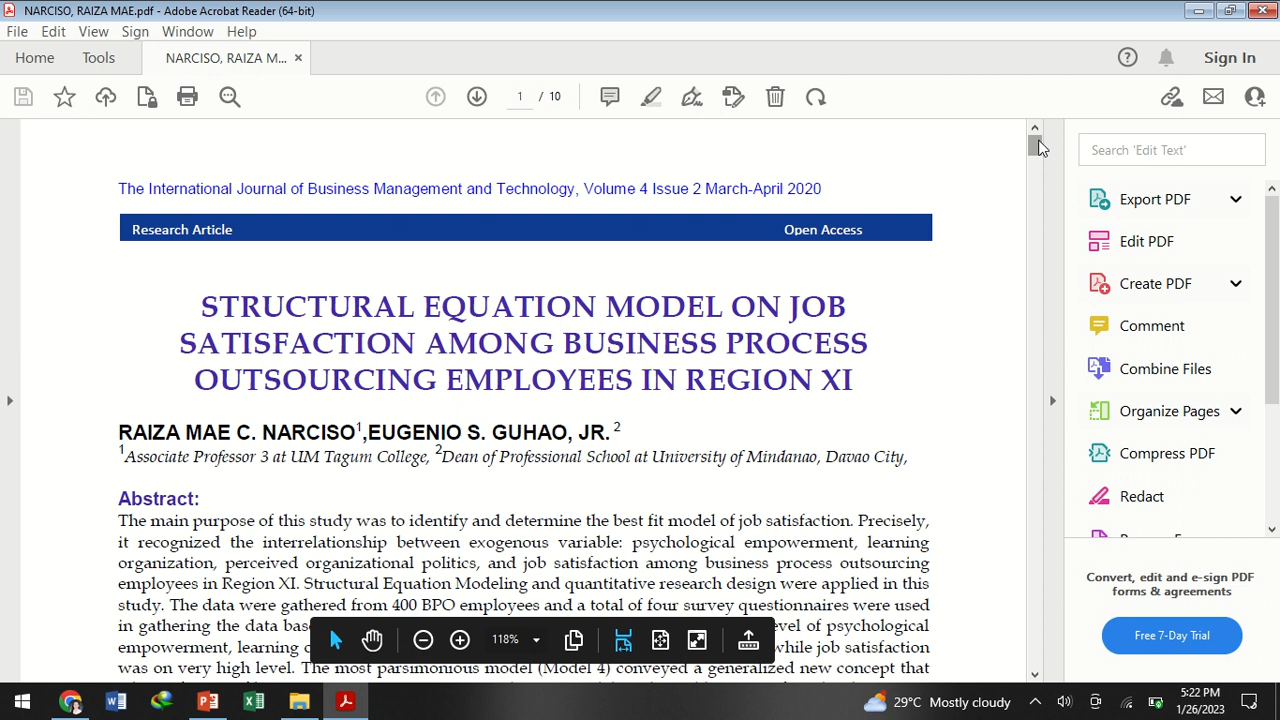 NARCISO, RAIZA MAE.pdf - Adobe Acrobat Reader (64-bit)
File Edit View Sign Window Help
Home Tools NARCISO, RAIZA M... × Sign In
1 / 10
Search 'Edit Text'
The International Journal of Business Management and Technology, Volume 4 Issue 2 March-April 2020
Research Article Open Access
STRUCTURAL EQUATION MODEL ON JOB
SATISFACTION AMONG BUSINESS PROCESS
OUTSOURCING EMPLOYEES IN REGION XI
RAIZA MAE C. NARCISO1,EUGENIO S. GUHAO, JR. 2
1Associate Professor 3 at UM Tagum College, 2Dean of Professional School at University of Mindanao, Davao City,
Abstract:
The main purpose of this study was to identify and determine the best fit model of job satisfaction. Precisely,
it recognized the interrelationship between exogenous variable: psychological empowerment, learning
organization, perceived organizational politics, and job satisfaction among business process outsourcing
employees in Region XI. Structural Equation Modeling and quantitative research design were applied in this
study. The data were gathered from 400 BPO employees and a total of four survey questionnaires were used
in gathering the data bas vel of psychological
empowerment, learning while job satisfaction
was on very high level. The most parsimonious model (Model 4) conveyed a generalized new concept that
118%
Export PDF
Edit PDF
Create PDF
Comment
Combine Files
Organize Pages
Compress PDF
Redact
Convert, edit and e-sign PDF
forms & agreements
Free 7-Day Trial
29°C Mostly cloudy
5:22 PM
1/26/2023